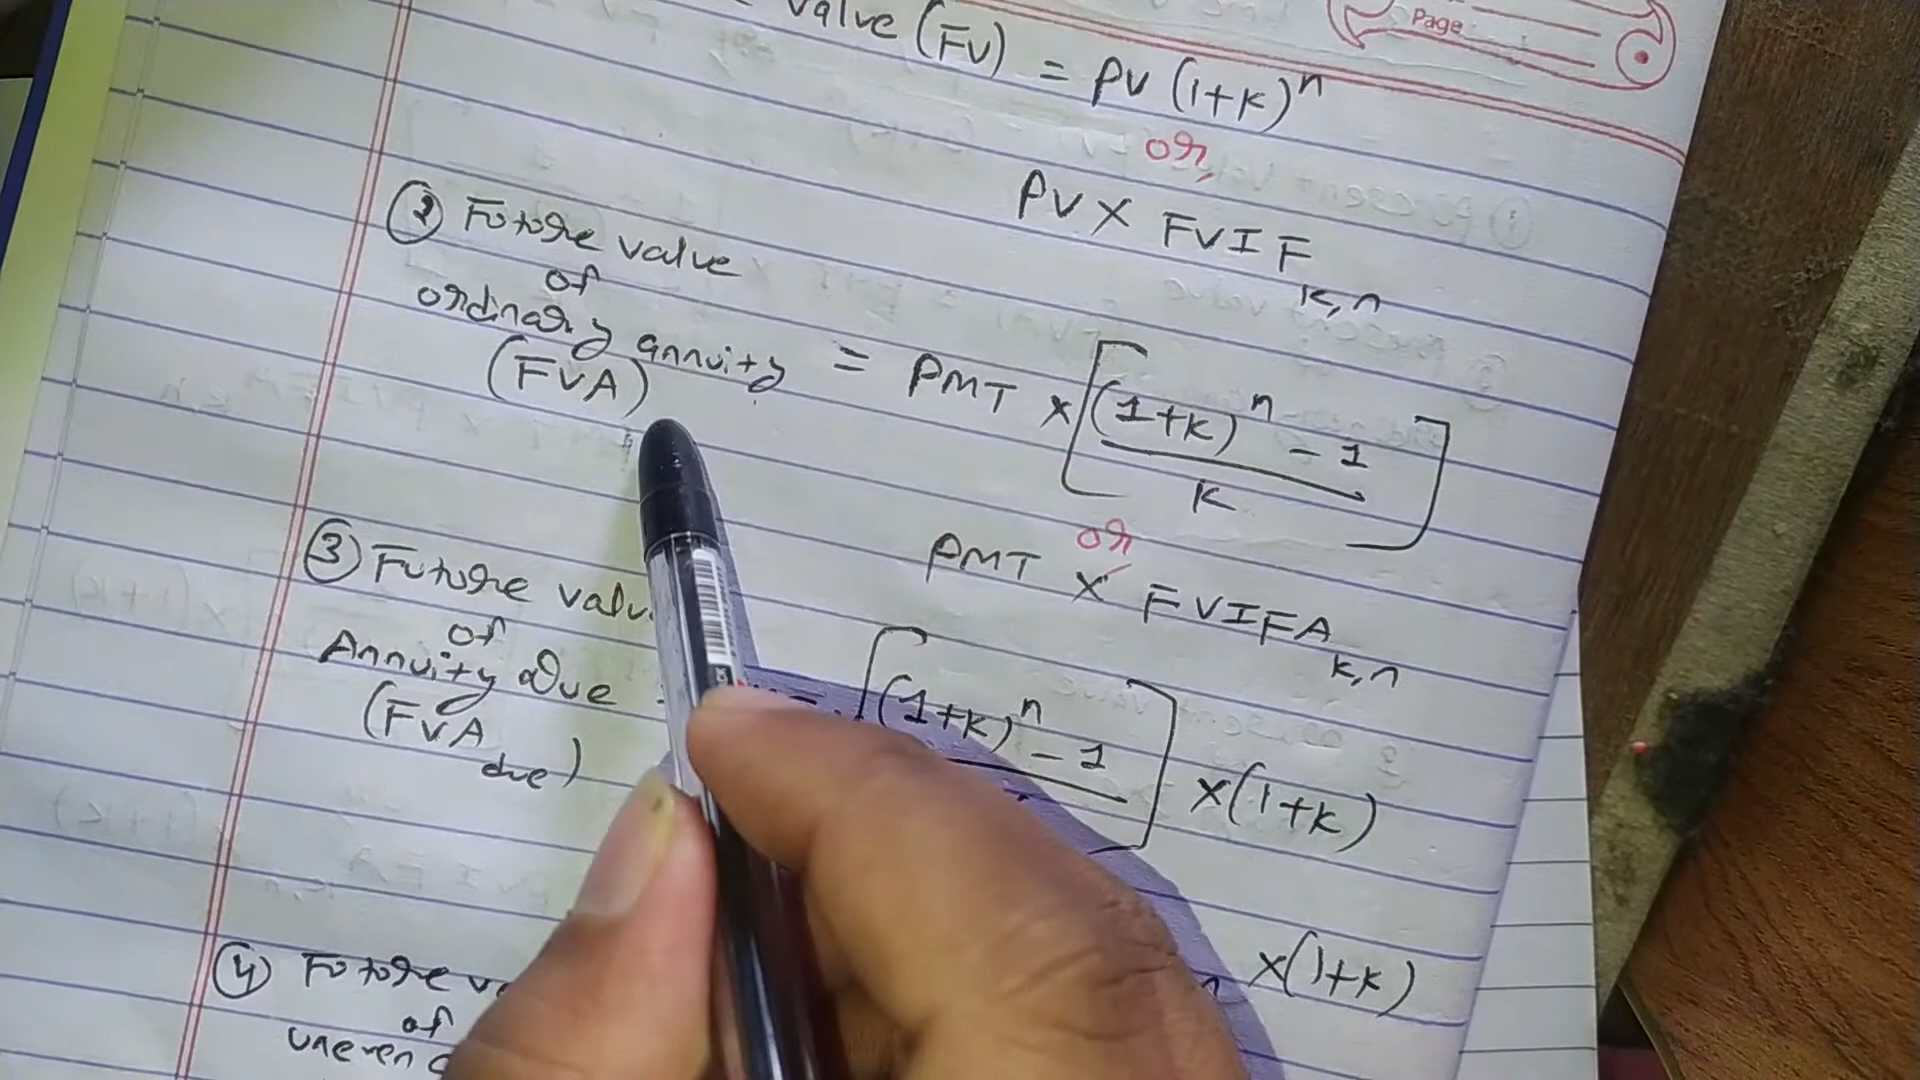 Page
Value (FV) = PV (1+K)^n
or
PV X FVIF k,n
② Future value
of
ordinary annuity = PMT x [(1+K)^n - 1 / K]
(FVA)
or
PMT X FVIFA k,n
③ Future
of
Annuity Due = [(1+K)^n - 1] X(1+K)
(FVA due)
X(1+K)
④ Future
of
uneven